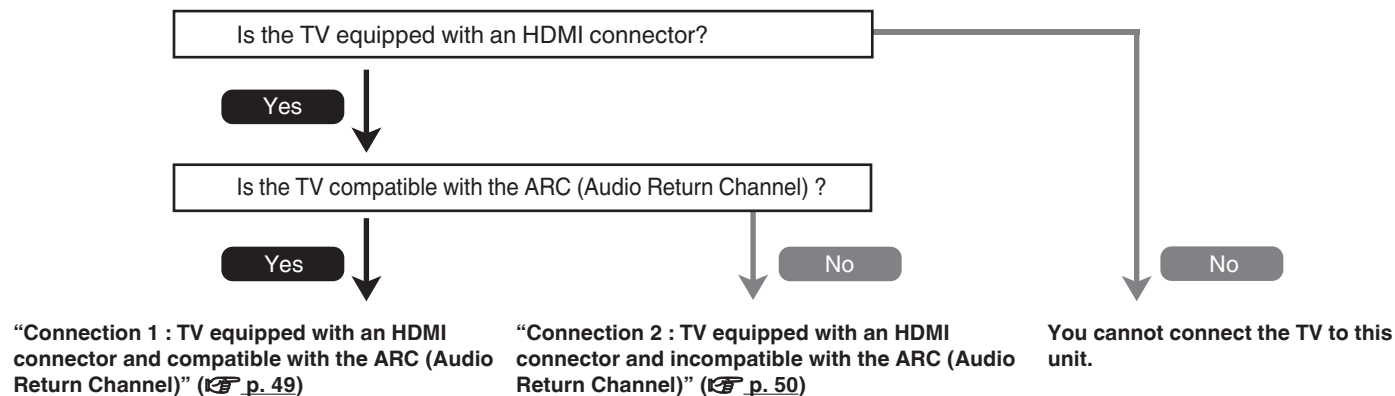 Is the TV equipped with an HDMI connector?
Yes
Is the TV compatible with the ARC (Audio Return Channel) ?
Yes
No
No
“Connection 1 : TV equipped with an HDMI
connector and compatible with the ARC (Audio
Return Channel)” (☞ p. 49)
“Connection 2 : TV equipped with an HDMI
connector and incompatible with the ARC (Audio
Return Channel)” (☞ p. 50)
You cannot connect the TV to this
unit.